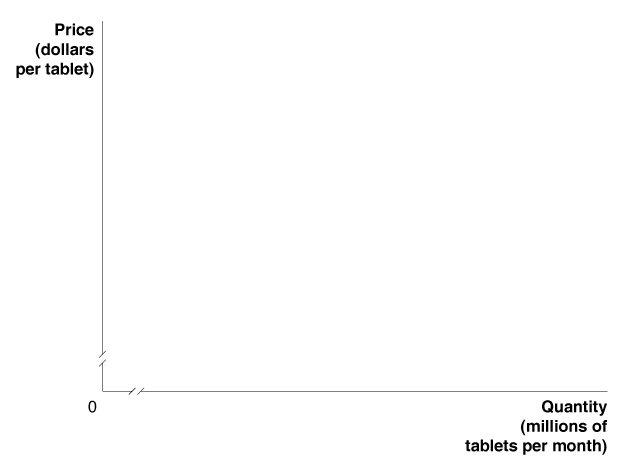 Price
(dollars
per tablet)
0
Quantity
(millions of
tablets per month)